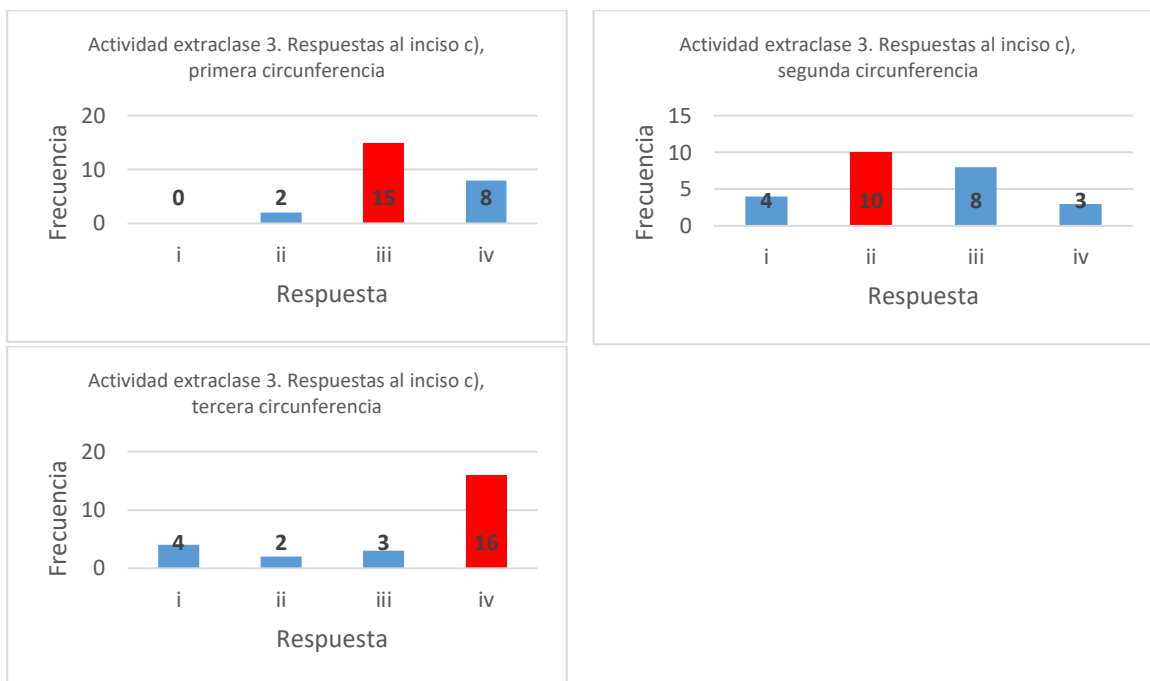 Actividad extraclase 3. Respuestas al inciso c),
primera circunferencia
Frecuencia
20
10
0
0
2
15
8
i
ii
iii
iv
Respuesta
Actividad extraclase 3. Respuestas al inciso c),
segunda circunferencia
Frecuencia
15
10
5
0
4
10
8
3
i
ii
iii
iv
Respuesta
Actividad extraclase 3. Respuestas al inciso c),
tercera circunferencia
Frecuencia
20
10
0
4
2
3
16
i
ii
iii
iv
Respuesta